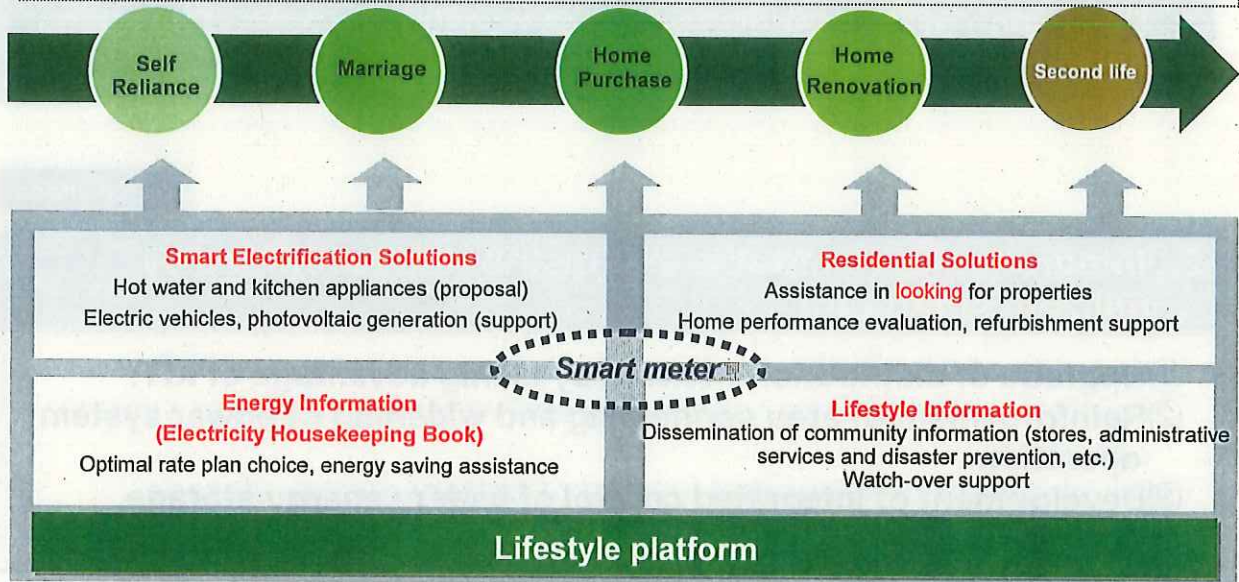 Self
Reliance
Marriage
Home
Purchase
Home
Renovation
Second life
Smart Electrification Solutions
Hot water and kitchen appliances (proposal)
Electric vehicles, photovoltaic generation (support)
Residential Solutions
Assistance in looking for properties
Home performance evaluation, refurbishment support
Smart meter
Energy Information
(Electricity Housekeeping Book)
Optimal rate plan choice, energy saving assistance
Lifestyle Information
Dissemination of community information (stores, administrative
services and disaster prevention, etc.)
Watch-over support
Lifestyle platform